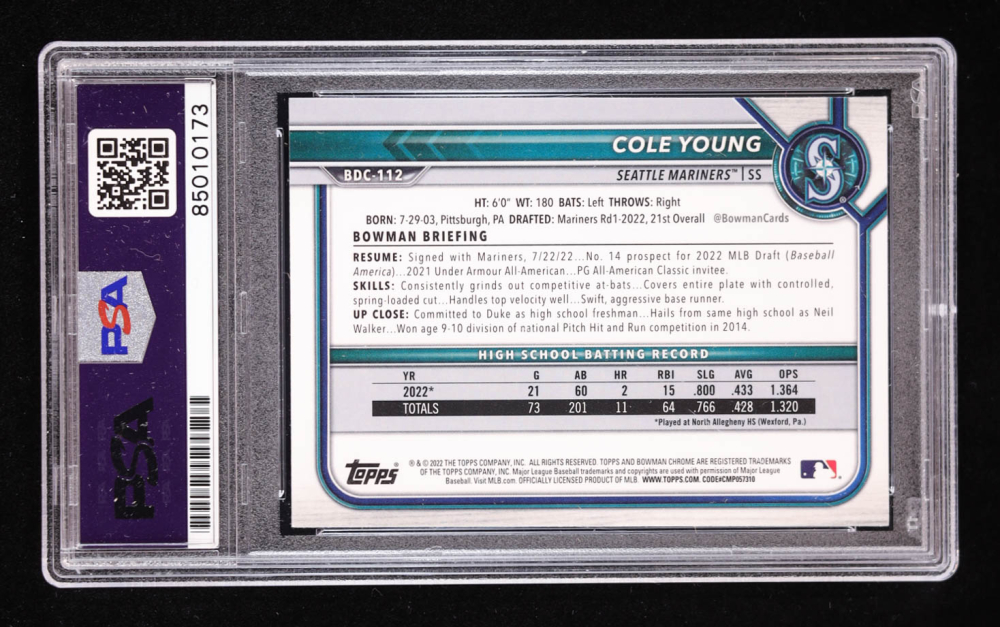 85010173
PSA
PSA
COLE YOUNG
BDC-112
SEATTLE MARINERS™ | SS
S
HT: 6'0" WT: 180 BATS: Left THROWS: Right
BORN: 7-29-03, Pittsburgh, PA DRAFTED: Mariners Rd1-2022, 21st Overall @BowmanCards
BOWMAN BRIEFING
RESUME: Signed with Mariners, 7/22/22...No. 14 prospect for 2022 MLB Draft (Baseball
America)...2021 Under Armour All-American...PG All-American Classic invitee.
SKILLS: Consistently grinds out competitive at-bats...Covers entire plate with controlled,
spring-loaded cut...Handles top velocity well...Swift, aggressive base runner.
UP CLOSE: Committed to Duke as high school freshman...Hails from same high school as Neil
Walker...Won age 9-10 division of national Pitch Hit and Run competition in 2014.
HIGH SCHOOL BATTING RECORD
YR G AB HR RBI SLG AVG OPS
2022* 21 60 2 15 .800 .433 1.364
TOTALS 73 201 11 64 .766 .428 1.320
*Played at North Allegheny HS (Wexford, Pa.)
Topps®
® & © 2022 THE TOPPS COMPANY, INC. ALL RIGHTS RESERVED. TOPPS AND BOWMAN CHROME ARE REGISTERED TRADEMARKS
OF THE TOPPS COMPANY, INC. Major League Baseball trademarks and copyrights are used with permission of Major League
Baseball. Visit MLB.com. OFFICIALLY LICENSED PRODUCT OF MLB. WWW.TOPPS.COM. CODE#CMP057310